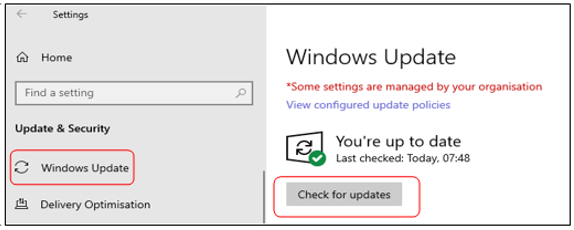 Settings
Home
Find a setting
Update & Security
Windows Update
Delivery Optimisation
Windows Update
*Some settings are managed by your organisation
View configured update policies
You're up to date
Last checked: Today, 07:48
Check for updates